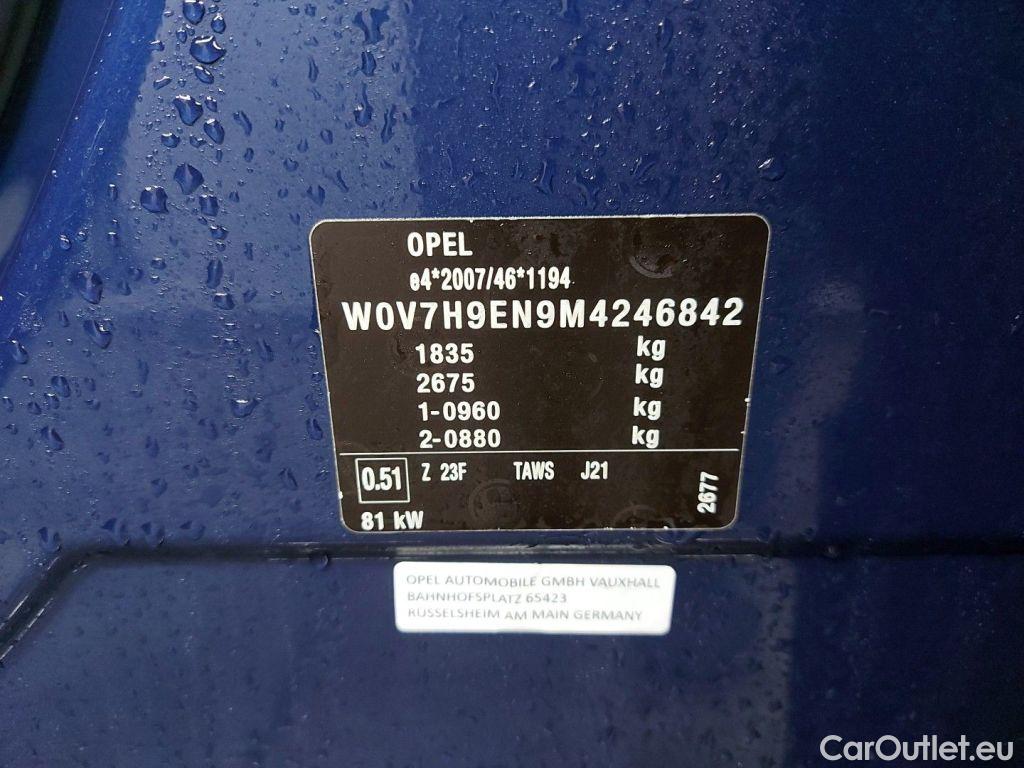 OPEL
e4*2007/46*1194
W0V7H9EN9M4246842
1835 kg
2675 kg
1-0960 kg
2-0880 kg
0.51 Z 23F TAWS J21
81 kW
2677
OPEL AUTOMOBILE GMBH VAUXHALL
BAHNHOFSPLATZ 65423
RUSSELSHEIM AM MAIN GERMANY
CarOutlet.eu